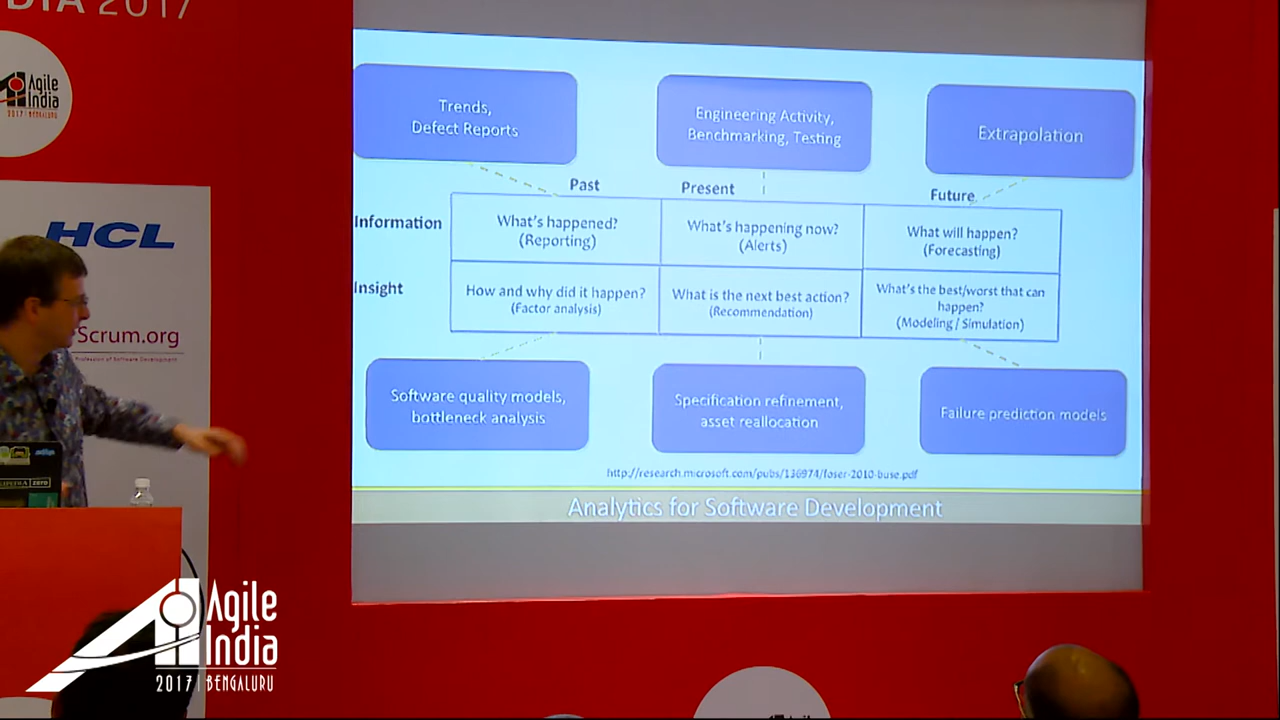 DIA 2017
Agile
India
2017 | BENGALURU
HCL
Scrum.org
Trends,
Defect Reports
Engineering Activity,
Benchmarking, Testing
Extrapolation
Past
Present
Future
Information
What's happened?
(Reporting)
What's happening now?
(Alerts)
What will happen?
(Forecasting)
Insight
How and why did it happen?
(Factor analysis)
What is the next best action?
(Recommendation)
What's the best/worst that can
happen?
(Modeling / Simulation)
Software quality models,
bottleneck analysis
Specification refinement,
asset reallocation
Failure prediction models
http://research.microsoft.com/pubs/136974/foser-2010-buse.pdf
Analytics for Software Development
Agile
India
2017 | BENGALURU